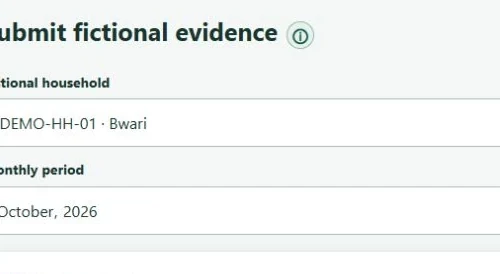 ubmit fictional evidence
tional household
DEMO-HH-01 · Bwari
onthly period
October, 2026